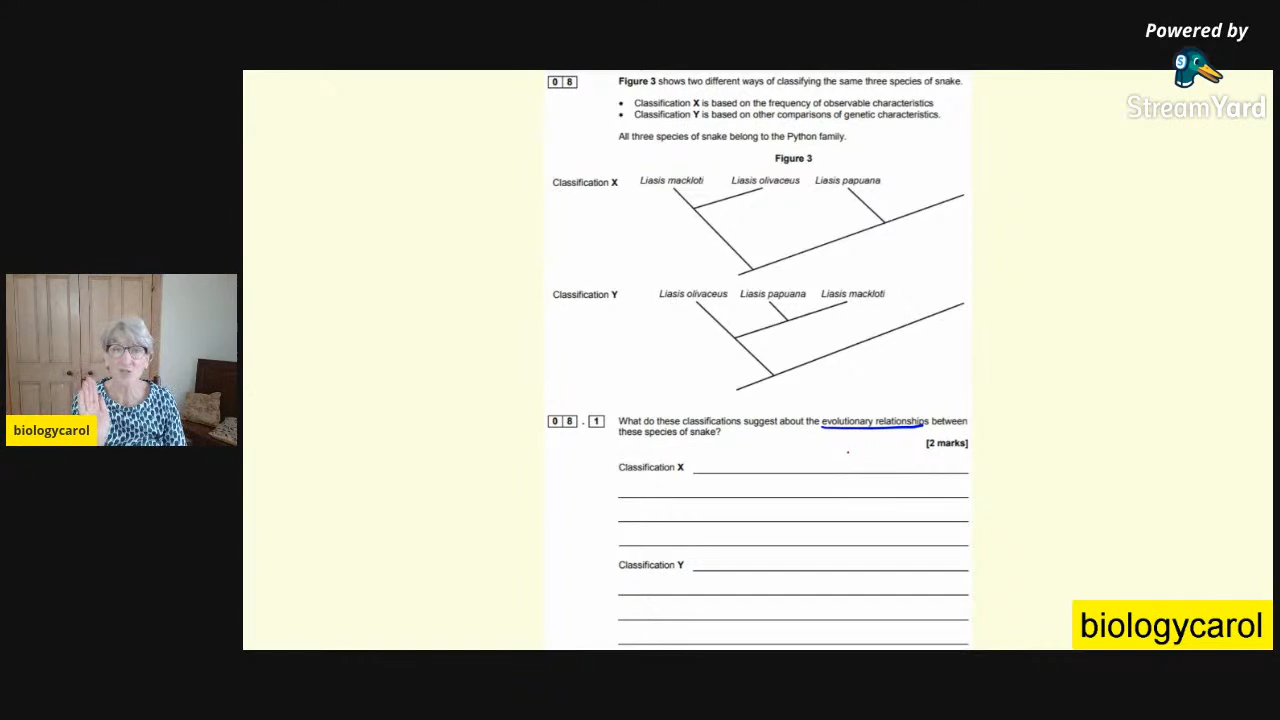 Powered by
StreamYard
0 8 Figure 3 shows two different ways of classifying the same three species of snake.
• Classification X is based on the frequency of observable characteristics
• Classification Y is based on other comparisons of genetic characteristics.
All three species of snake belong to the Python family.
Figure 3
Classification X Liasis mackloti Liasis olivaceus Liasis papuana
Classification Y Liasis olivaceus Liasis papuana Liasis mackloti
0 8 . 1 What do these classifications suggest about the evolutionary relationships between
these species of snake?
[2 marks]
Classification X
Classification Y
biologycarol
biologycarol